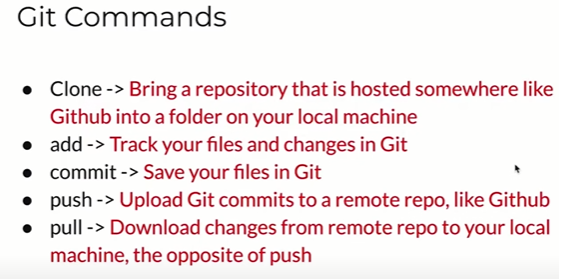 Git Commands
● Clone -> Bring a repository that is hosted somewhere like
Github into a folder on your local machine
● add -> Track your files and changes in Git
● commit -> Save your files in Git
● push -> Upload Git commits to a remote repo, like Github
● pull -> Download changes from remote repo to your local
machine, the opposite of push